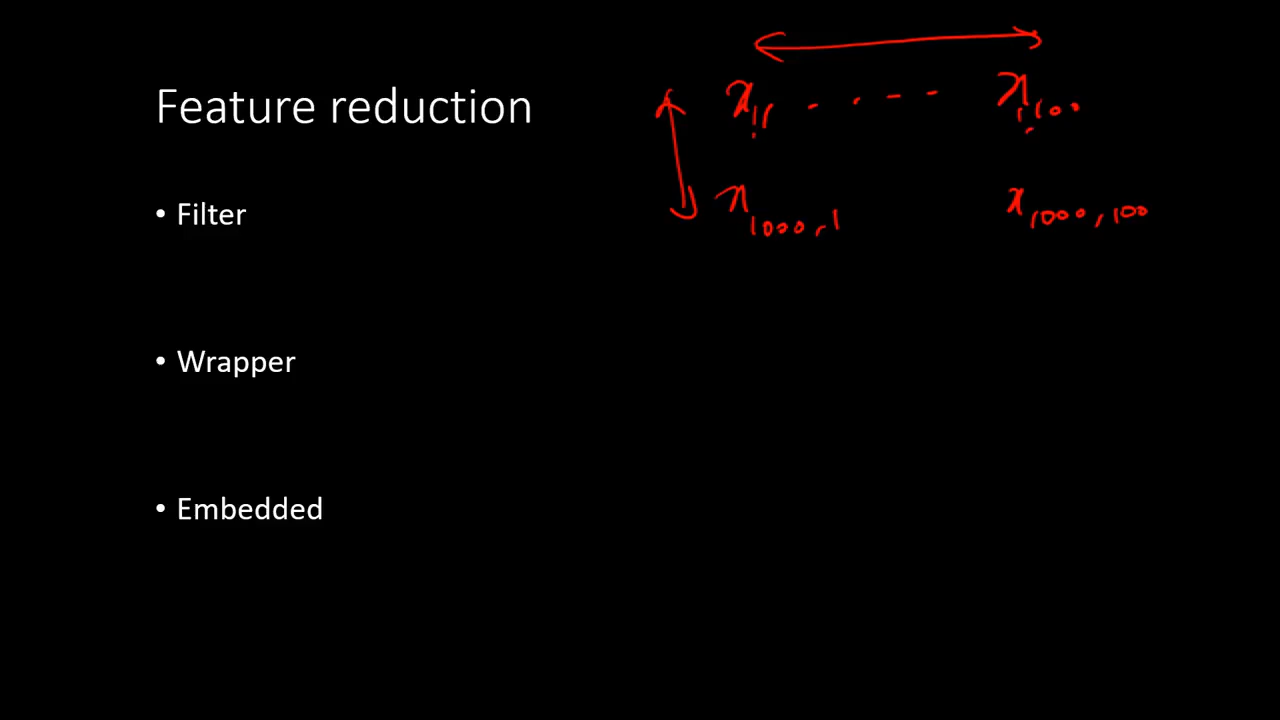 Feature reduction
x₁₁ . . - - x₁,₁₀₀
• Filter
x₁₀₀₀,₁ x₁₀₀₀,₁₀₀
• Wrapper
• Embedded